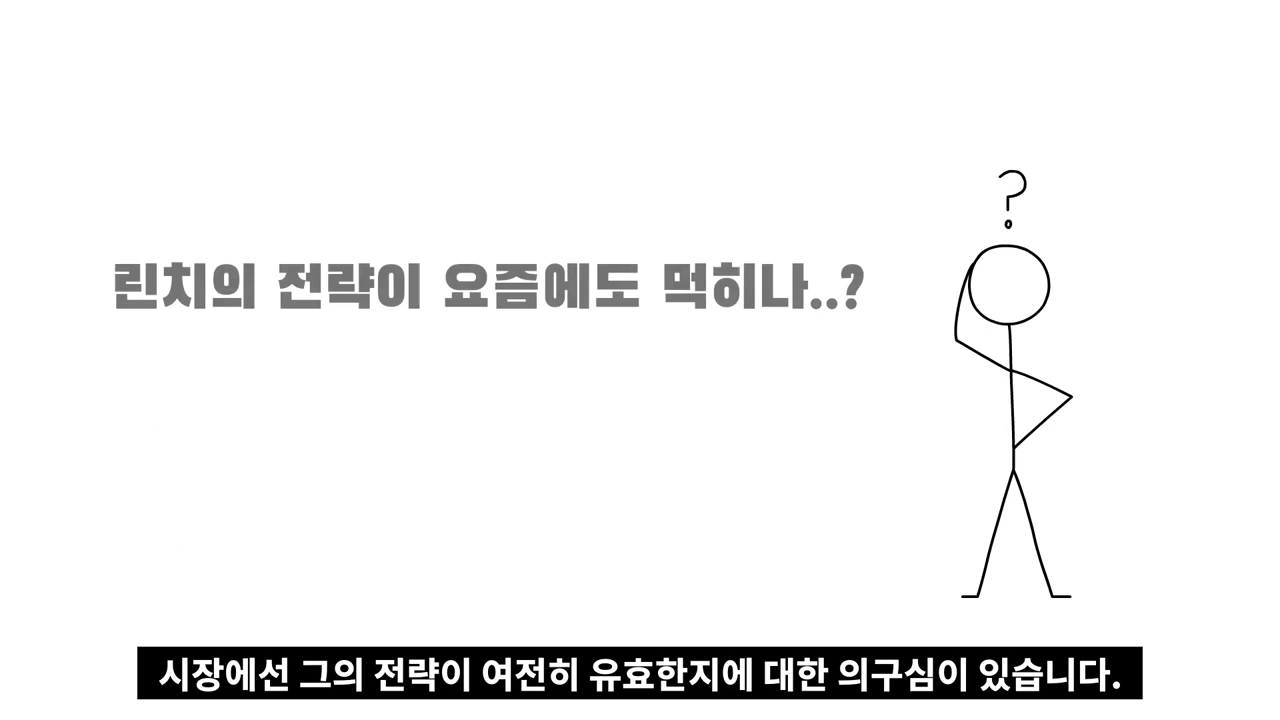 ?
린치의 전략이 요즘에도 먹히나..?
시장에선 그의 전략이 여전히 유효한지에 대한 의구심이 있습니다.